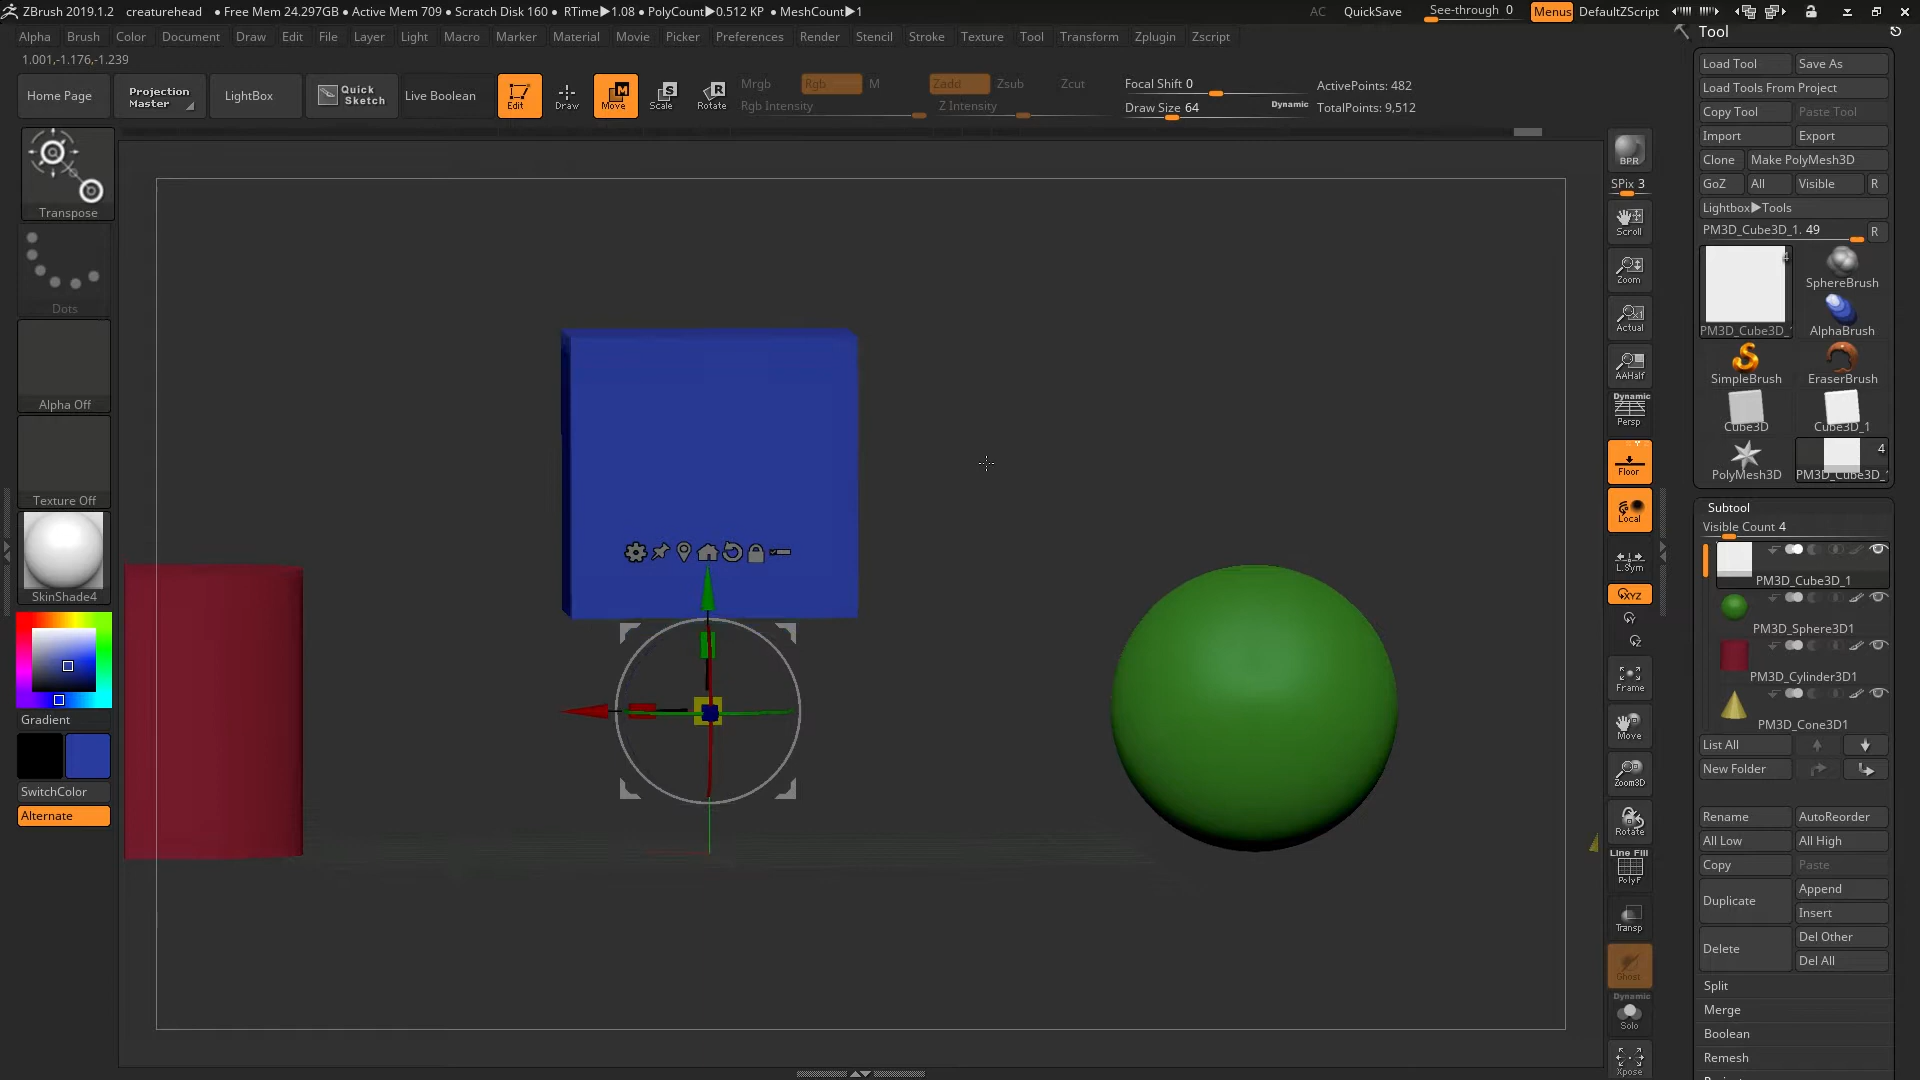 ZBrush 2019.1.2 creaturehead ● Free Mem 24.297GB ● Active Mem 709 ● Scratch Disk 160 ● RTime▶1.08 ● PolyCount▶0.512 KP ● MeshCount▶1 AC QuickSave See-through 0 Menus DefaultZScript
Alpha Brush Color Document Draw Edit File Layer Light Macro Marker Material Movie Picker Preferences Render Stencil Stroke Texture Tool Transform Zplugin Zscript
1.001,-1.176,-1.239
Home Page
Projection
Master
LightBox
Quick
Sketch
Live Boolean
Edit
Draw
M
Move
S
Scale
R
Rotate
Mrgb Rgb M
Rgb Intensity
Zadd Zsub Zcut
Z Intensity
Focal Shift 0
Draw Size 64
Dynamic
ActivePoints: 482
TotalPoints: 9,512
Transpose
Dots
Alpha Off
Texture Off
SkinShade4
Gradient
SwitchColor
Alternate
BPR
SPix 3
Scroll
Zoom
Actual
AAHalf
Dynamic
Persp
Floor
Local
L.Sym
XYZ
Y
Z
Frame
Move
Zoom3D
Rotate
Line Fill
PolyF
Transp
Ghost
Dynamic
Solo
Xpose
Tool
Load Tool Save As
Load Tools From Project
Copy Tool Paste Tool
Import Export
Clone Make PolyMesh3D
GoZ All Visible R
Lightbox▶Tools
PM3D_Cube3D_1. 49 R
4
PM3D_Cube3D_1
SphereBrush
AlphaBrush
SimpleBrush EraserBrush
Cube3D Cube3D_1
4
PolyMesh3D PM3D_Cube3D_1
Subtool
Visible Count 4
PM3D_Cube3D_1
PM3D_Sphere3D1
PM3D_Cylinder3D1
PM3D_Cone3D1
List All
New Folder
Rename AutoReorder
All Low All High
Copy Paste
Duplicate
Append
Insert
Delete
Del Other
Del All
Split
Merge
Boolean
Remesh